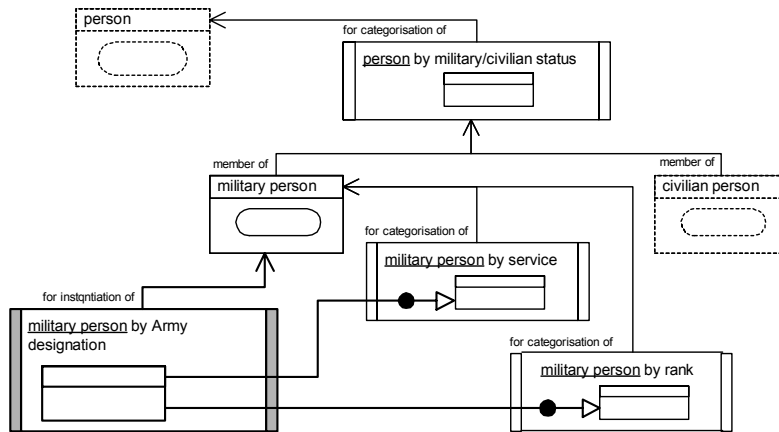 person
for categorisation of
person by military/civilian status
member of
member of
military person
civilian person
for categorisation of
military person by service
for instqntiation of
military person by Army
designation
for categorisation of
military person by rank